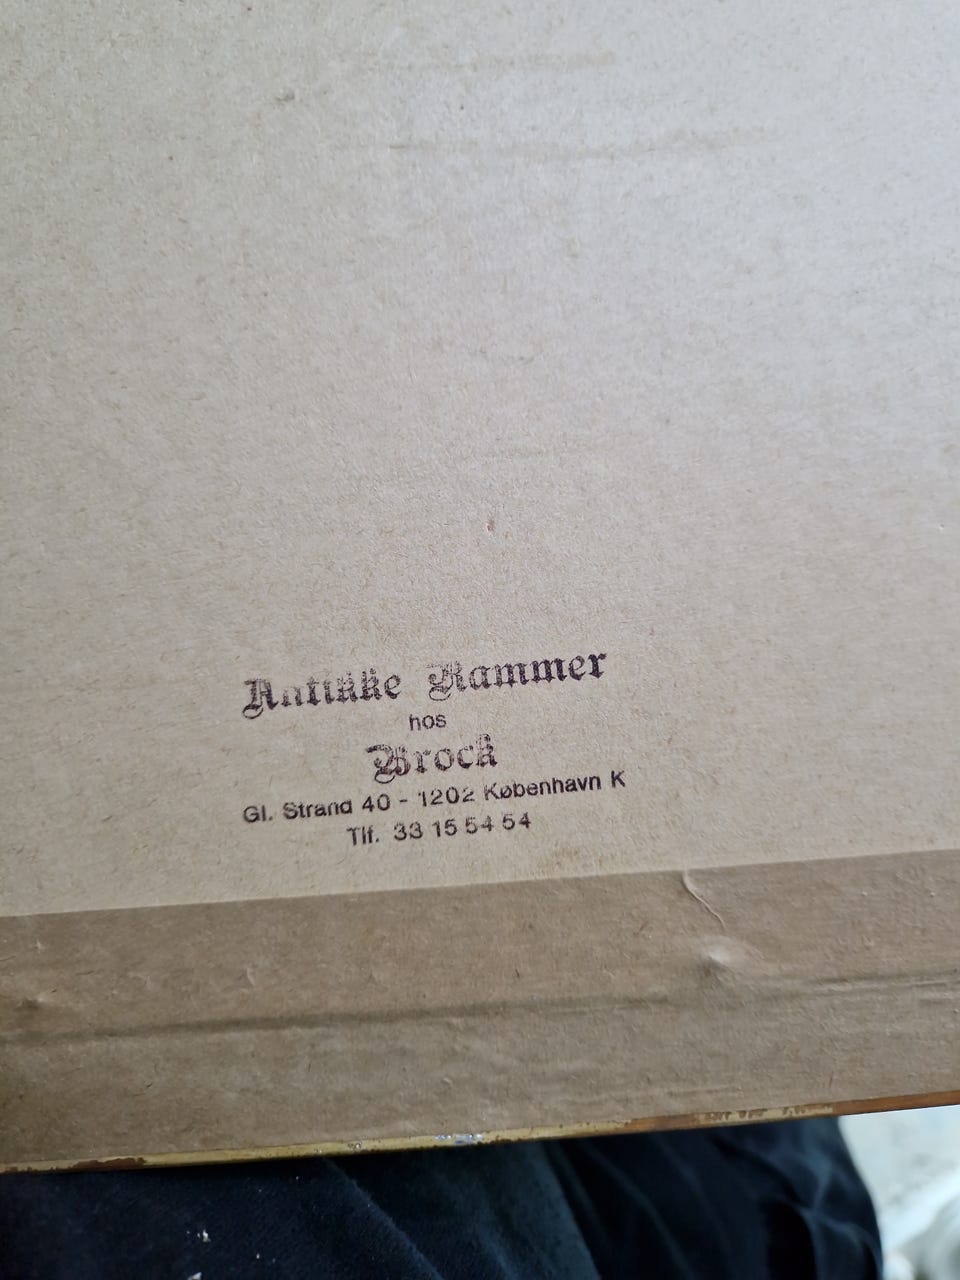 Antikke Rammer
hos
Brock
Gl. Strand 40 - 1202 København K
Tlf. 33 15 54 54